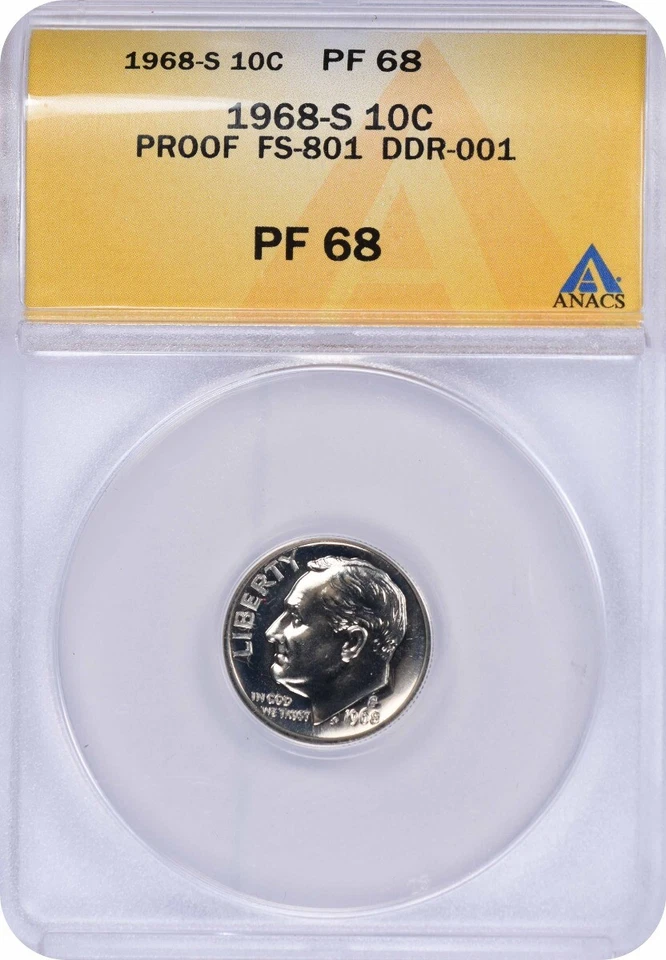 1968-S 10C PF 68
1968-S 10C
PROOF FS-801 DDR-001
PF 68
ANACS
LIBERTY
IN GOD
WE TRUST
S
1968